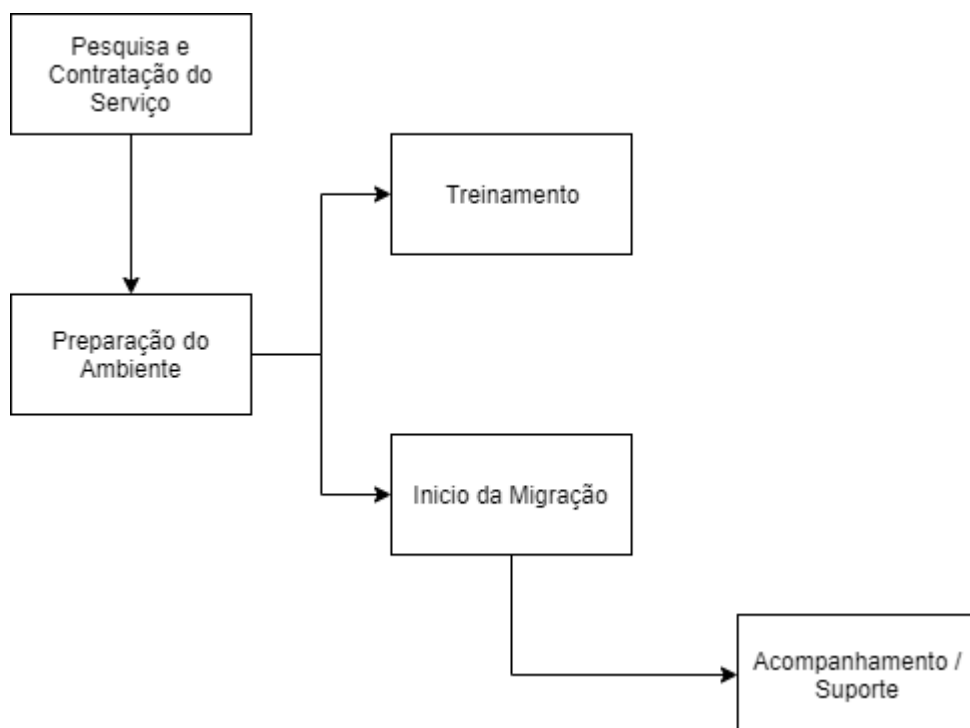 Pesquisa e
Contratação do
Serviço
Treinamento
Preparação do
Ambiente
Inicio da Migração
Acompanhamento /
Suporte